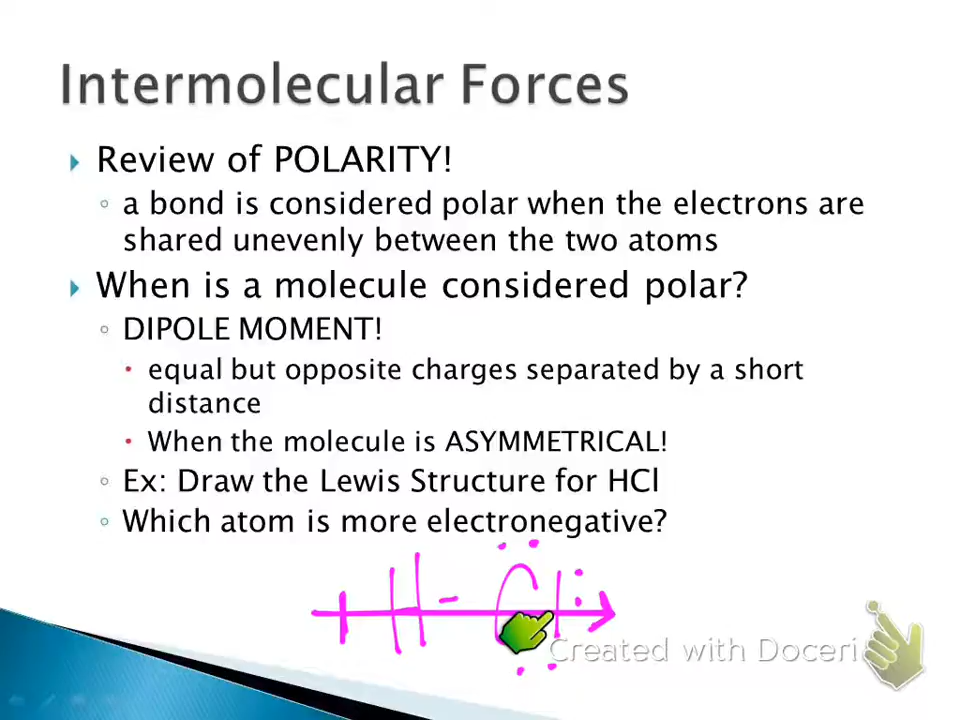 Intermolecular Forces
Review of POLARITY!
a bond is considered polar when the electrons are
shared unevenly between the two atoms
When is a molecule considered polar?
DIPOLE MOMENT!
equal but opposite charges separated by a short
distance
When the molecule is ASYMMETRICAL!
Ex: Draw the Lewis Structure for HCl
Which atom is more electronegative?
H - Cl
Created with Doceri